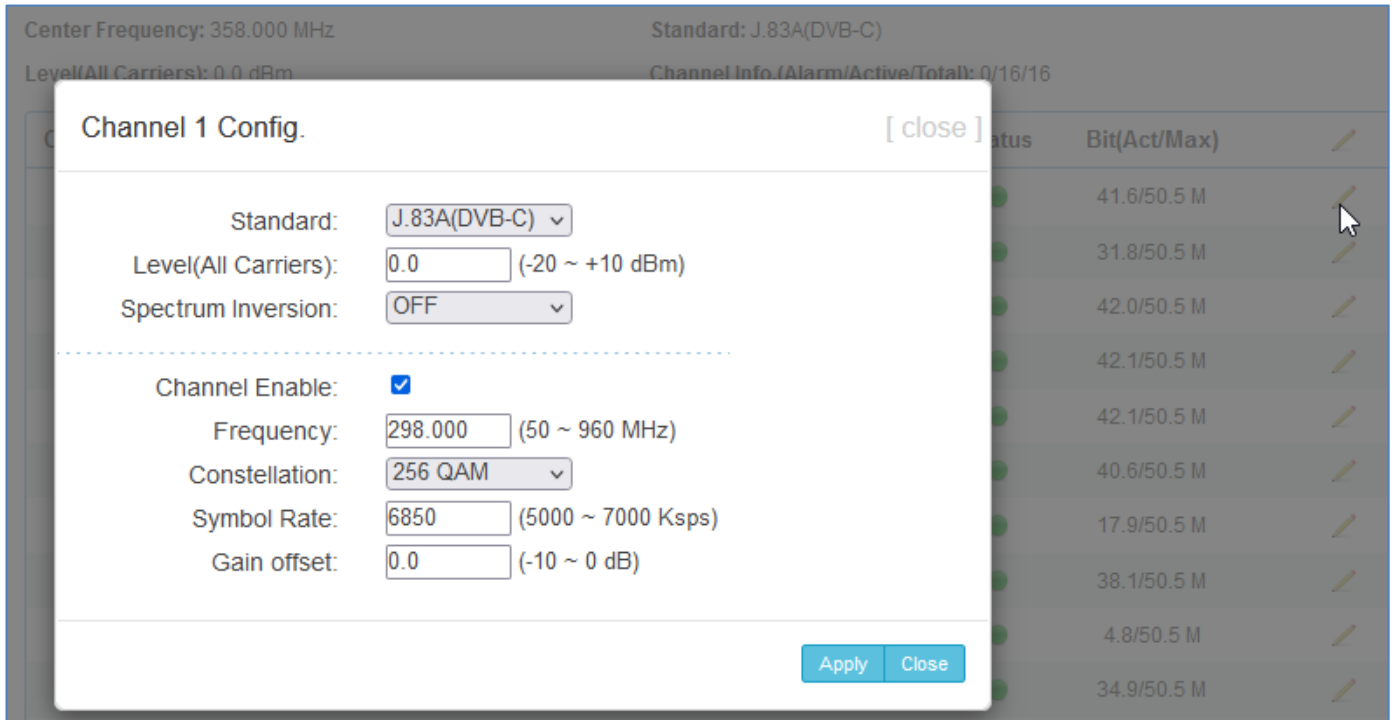 Center Frequency: 358.000 MHz Standard: J.83A(DVB-C)
Level(All Carriers): 0.0 dBm Channel Info.(Alarm/Active/Total): 0/16/16
Channel 1 Config. [ close ]
Bit(Act/Max)
Standard: J.83A(DVB-C)
41.6/50.5 M
Level(All Carriers): 0.0 (-20 ~ +10 dBm)
31.8/50.5 M
Spectrum Inversion: OFF
42.0/50.5 M
42.1/50.5 M
Channel Enable:
42.1/50.5 M
Frequency: 298.000 (50 ~ 960 MHz)
Constellation: 256 QAM
40.6/50.5 M
Symbol Rate: 6850 (5000 ~ 7000 Ksps)
17.9/50.5 M
Gain offset: 0.0 (-10 ~ 0 dB)
38.1/50.5 M
4.8/50.5 M
Apply Close
34.9/50.5 M